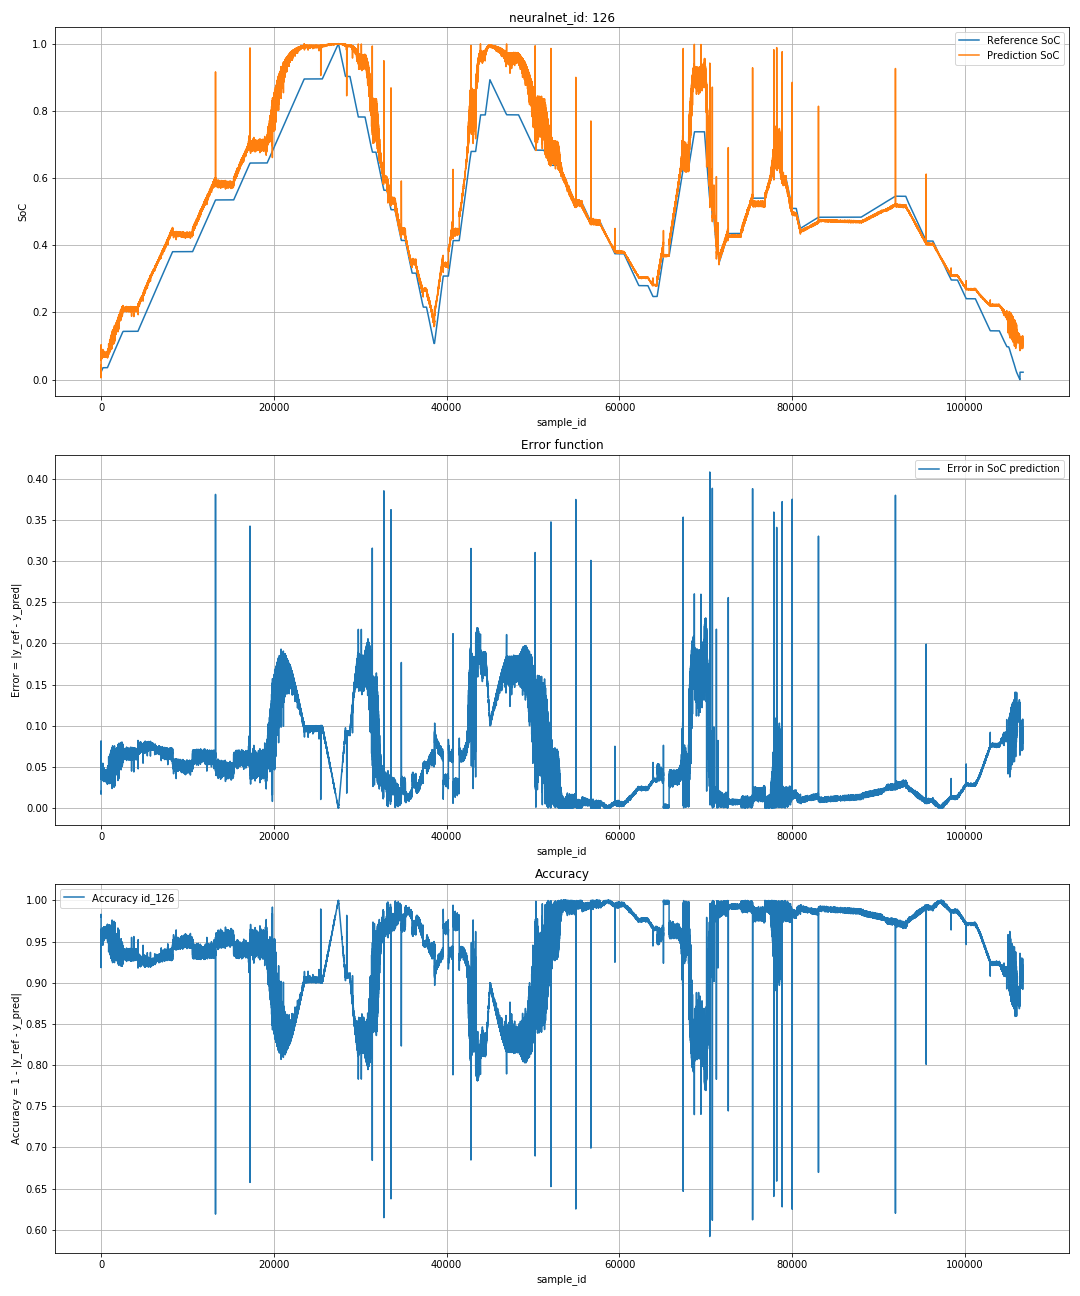 neuralnet_id: 126
Reference SoC
Prediction SoC
SoC
1.0
0.8
0.6
0.4
0.2
0.0
0 20000 40000 60000 80000 100000
sample_id
Error function
Error in SoC prediction
Error = |y_ref - y_pred|
0.40
0.35
0.30
0.25
0.20
0.15
0.10
0.05
0.00
0 20000 40000 60000 80000 100000
sample_id
Accuracy
Accuracy id_126
Accuracy = 1 - |y_ref - y_pred|
1.00
0.95
0.90
0.85
0.80
0.75
0.70
0.65
0.60
0 20000 40000 60000 80000 100000
sample_id